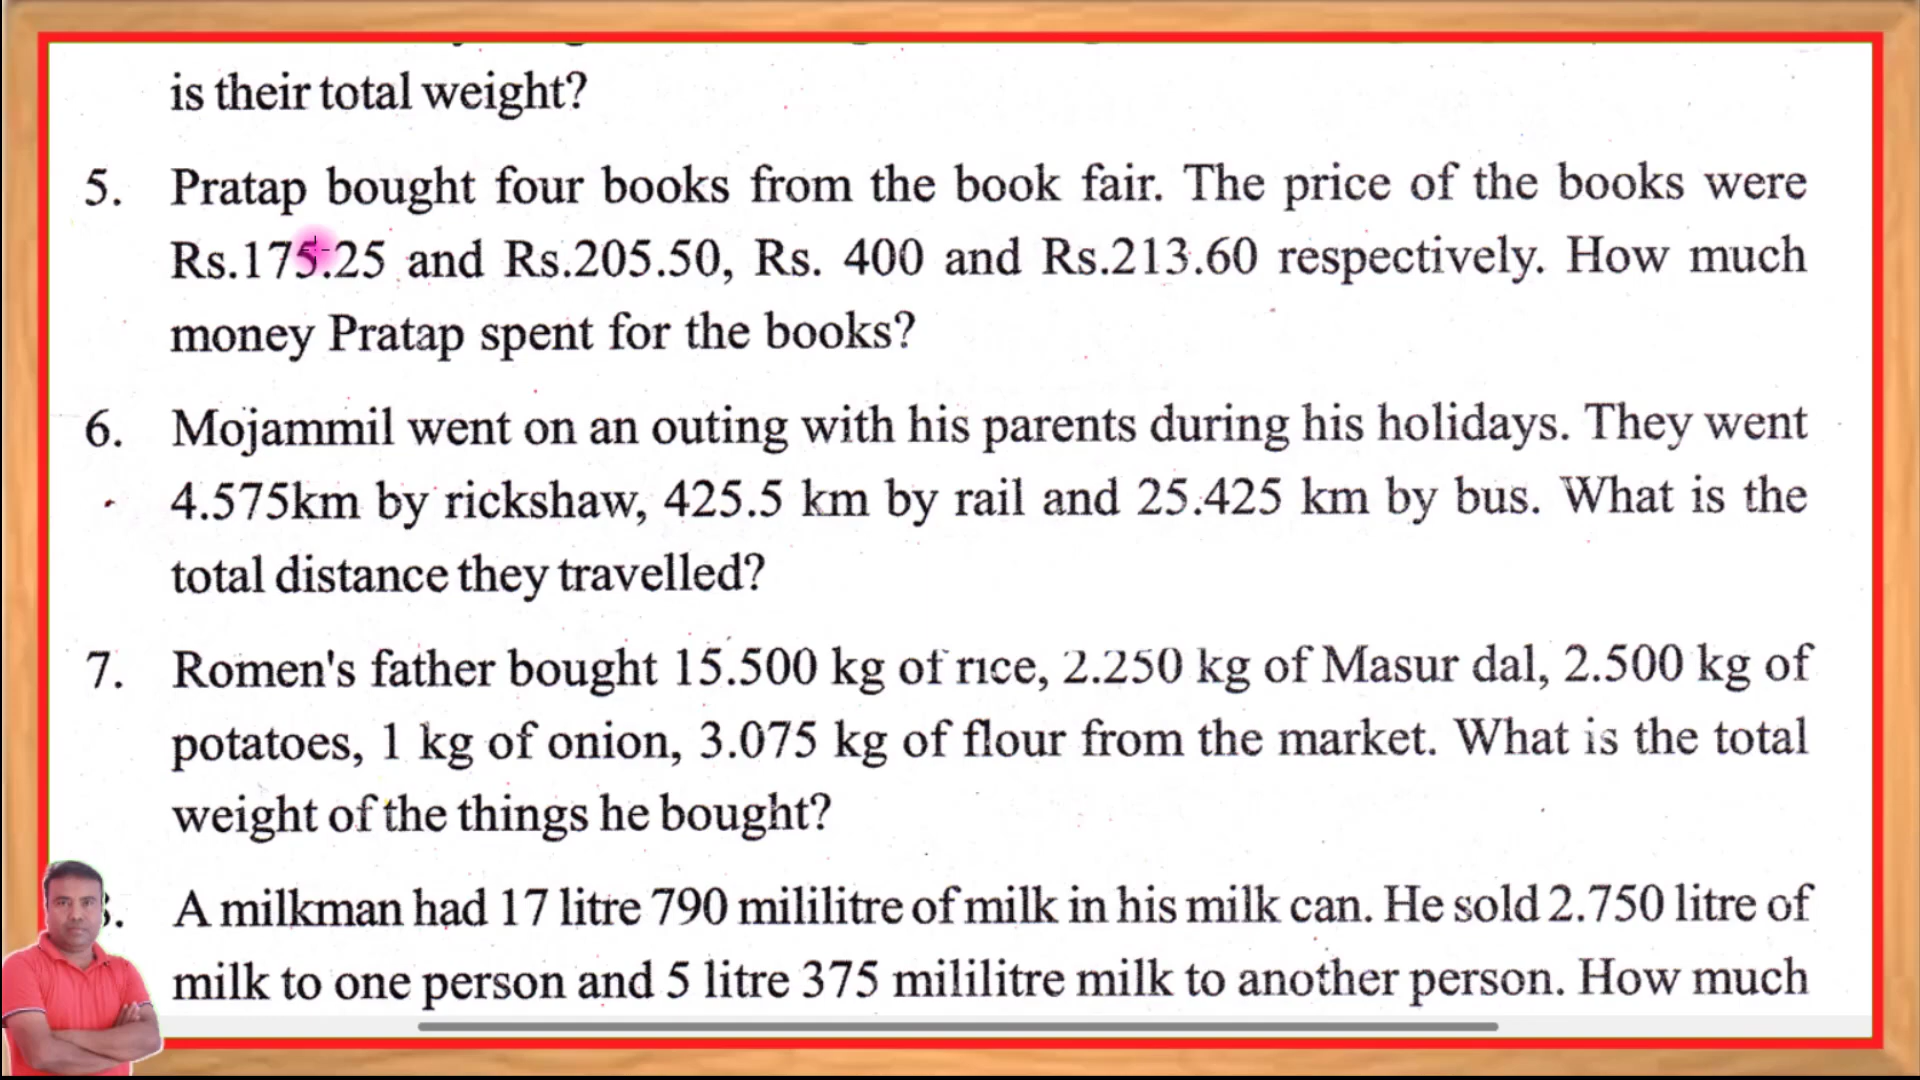 is their total weight?
5. Pratap bought four books from the book fair. The price of the books were
Rs.175.25 and Rs.205.50, Rs. 400 and Rs.213.60 respectively. How much
money Pratap spent for the books?
6. Mojammil went on an outing with his parents during his holidays. They went
4.575km by rickshaw, 425.5 km by rail and 25.425 km by bus. What is the
total distance they travelled?
7. Romen's father bought 15.500 kg of rice, 2.250 kg of Masur dal, 2.500 kg of
potatoes, 1 kg of onion, 3.075 kg of flour from the market. What is the total
weight of the things he bought?
A milkman had 17 litre 790 mililitre of milk in his milk can. He sold 2.750 litre of
milk to one person and 5 litre 375 mililitre milk to another person. How much